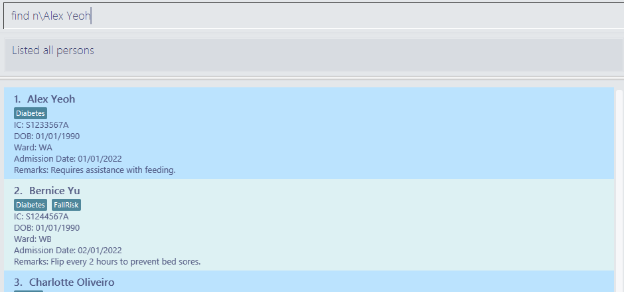 find n\Alex Yeoh
Listed all persons
1. Alex Yeoh
Diabetes
IC: S1233567A
DOB: 01/01/1990
Ward: WA
Admission Date: 01/01/2022
Remarks: Requires assistance with feeding.
2. Bernice Yu
Diabetes FallRisk
IC: S1244567A
DOB: 01/01/1990
Ward: WB
Admission Date: 02/01/2022
Remarks: Flip every 2 hours to prevent bed sores.
3. Charlotte Oliveiro